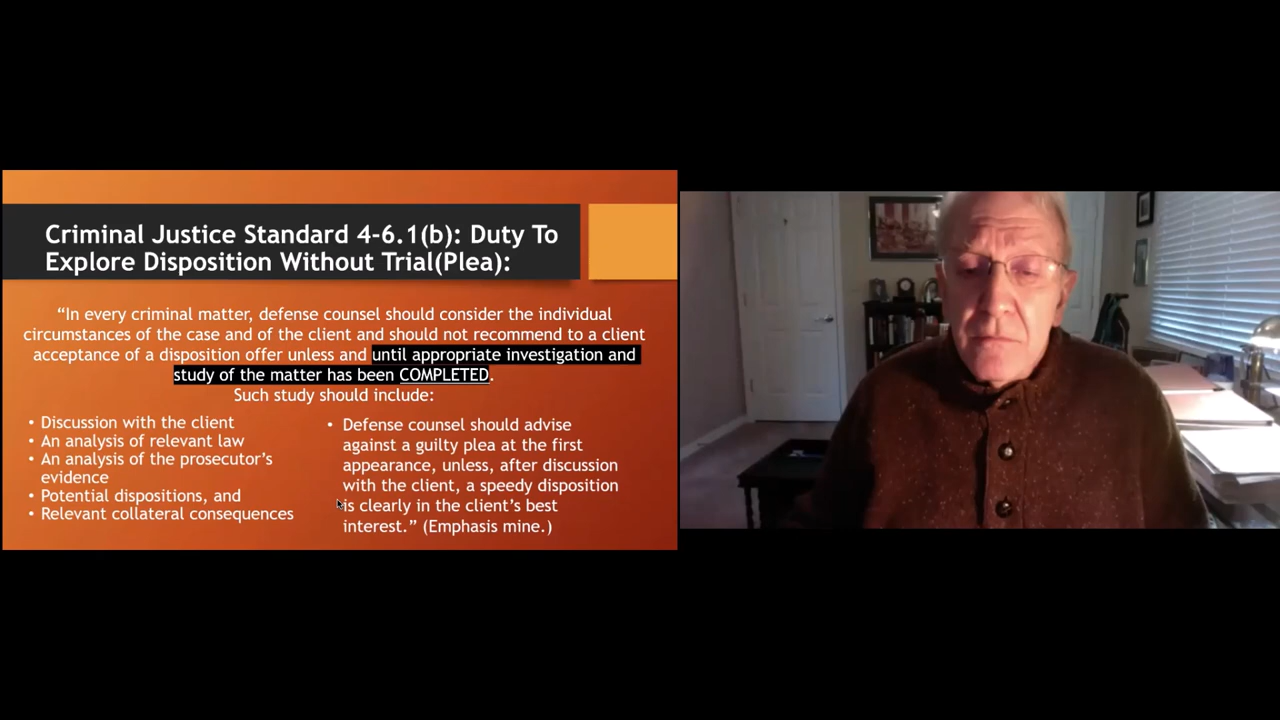 Criminal Justice Standard 4-6.1(b): Duty To
Explore Disposition Without Trial(Plea):
“In every criminal matter, defense counsel should consider the individual
circumstances of the case and of the client and should not recommend to a client
acceptance of a disposition offer unless and until appropriate investigation and
study of the matter has been COMPLETED.
Such study should include:
• Discussion with the client
• An analysis of relevant law
• An analysis of the prosecutor’s
evidence
• Potential dispositions, and
• Relevant collateral consequences
• Defense counsel should advise
against a guilty plea at the first
appearance, unless, after discussion
with the client, a speedy disposition
is clearly in the client’s best
interest.” (Emphasis mine.)